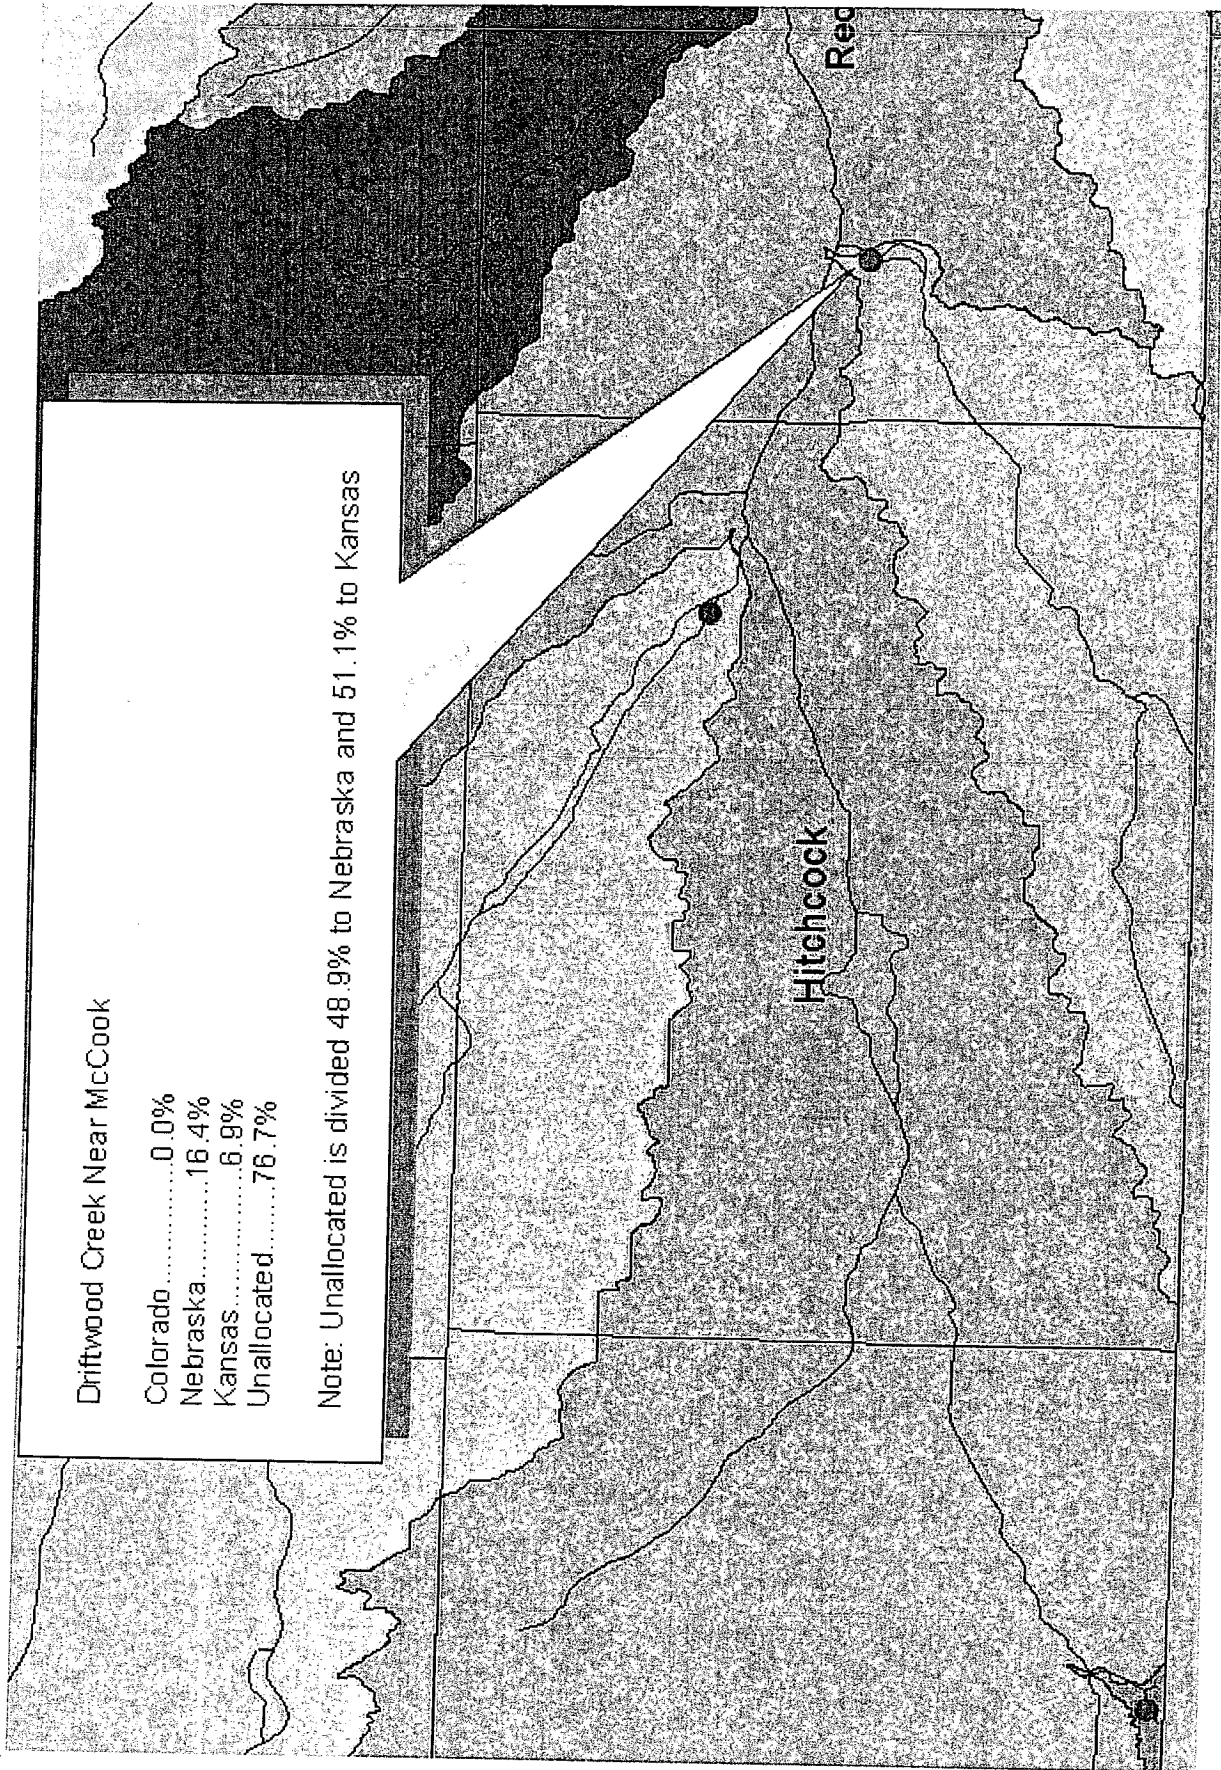 Driftwood Creek Near McCook
Colorado...............0.0%
Nebraska.............16.4%
Kansas.................6.9%
Unallocated........76.7%
Note: Unallocated is divided 48.9% to Nebraska and 51.1% to Kansas
Hitchcock
Red